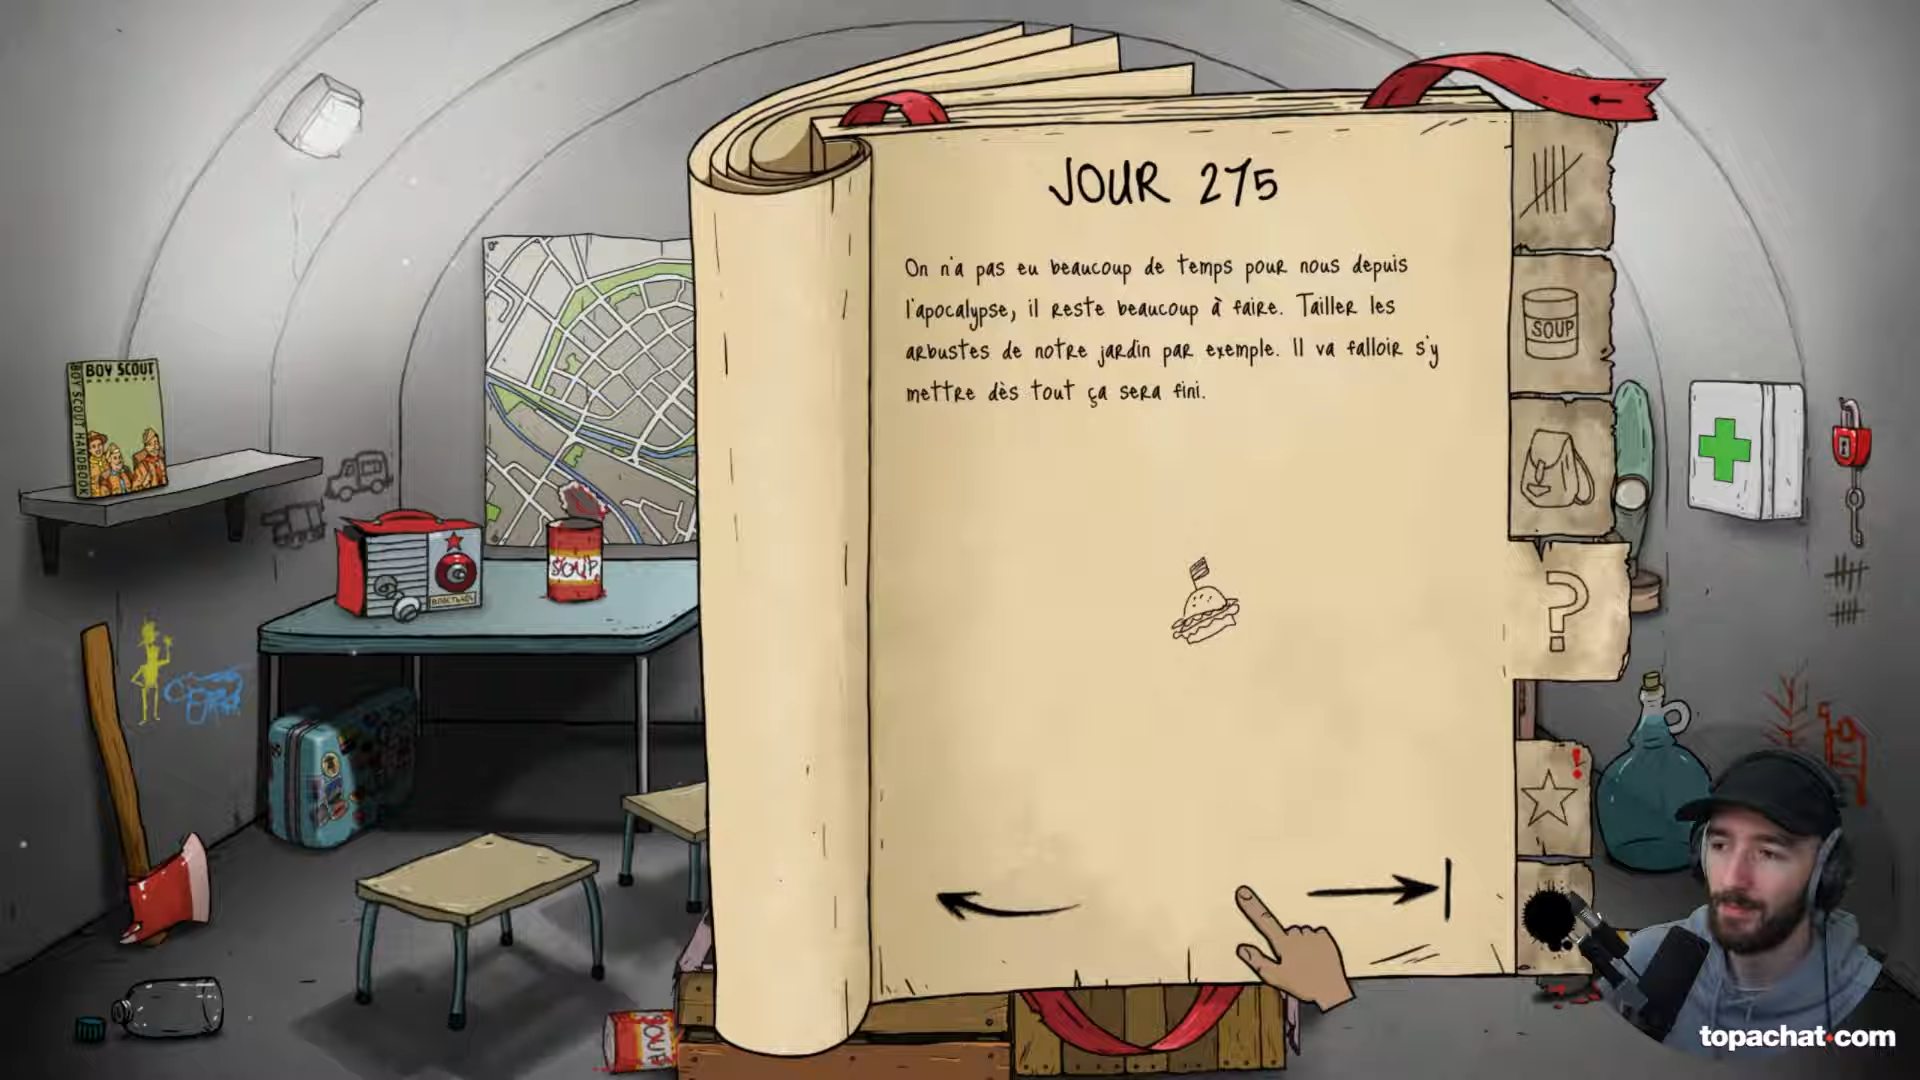 JOUR 275
On n'a pas eu beaucoup de temps pour nous depuis
l'apocalypse, il reste beaucoup à faire. Tailler les
arbustes de notre jardin par exemple. Il va falloir s'y
mettre dès tout ça sera fini.
BOY SCOUT
BOY SCOUT HANDBOOK
SOUP
SOUP
SOUP
?
!
topachat.com